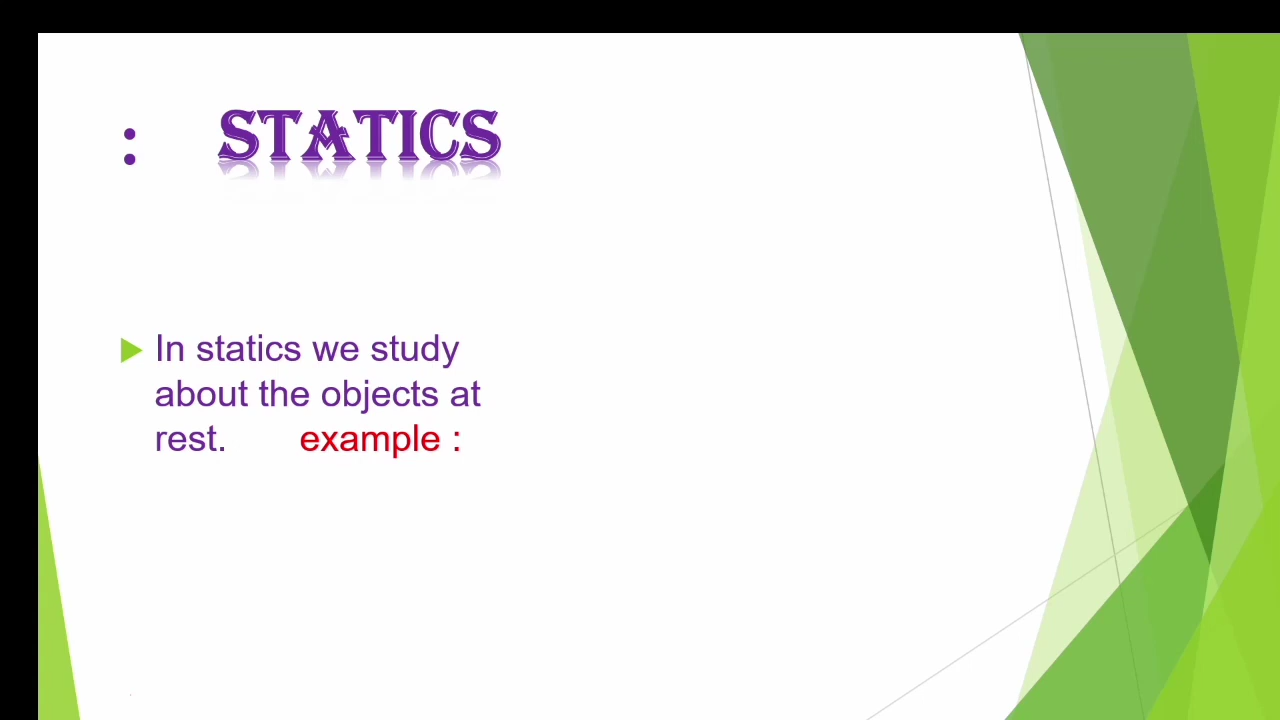 : STATICS
In statics we study
about the objects at
rest. example :